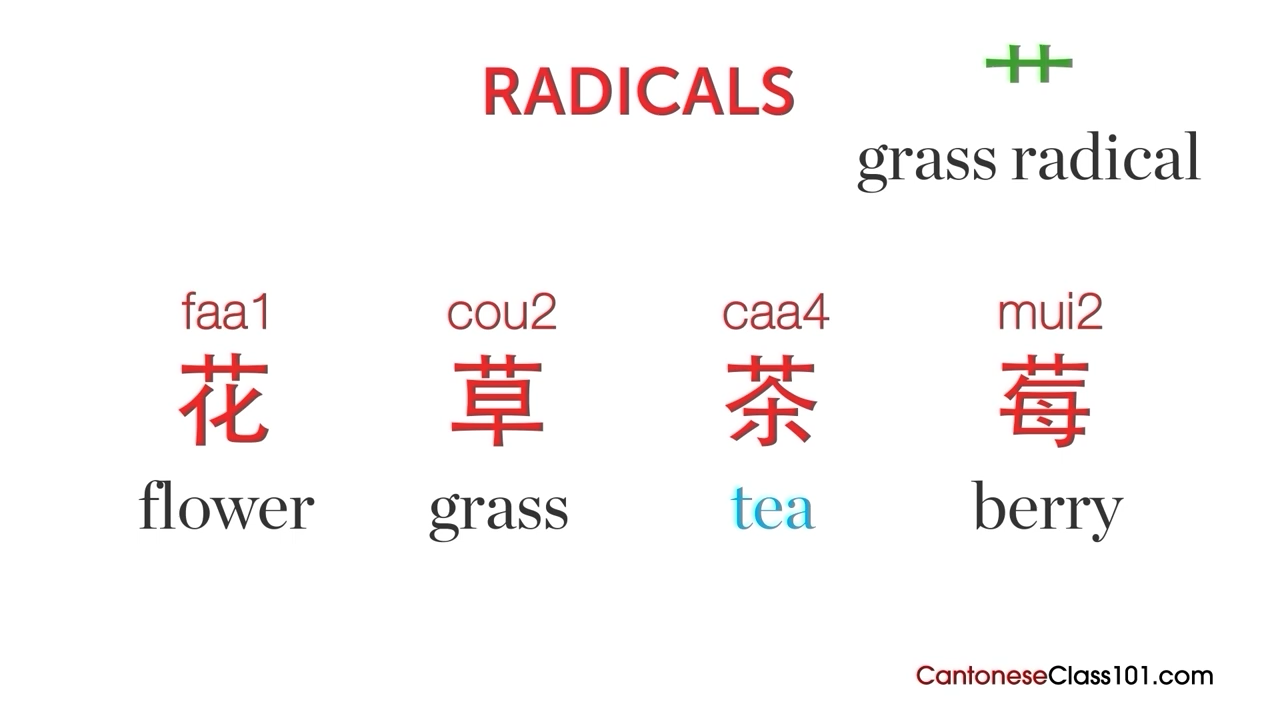 RADICALS
艹
grass radical
faa1 cou2 caa4 mui2
花 草 茶 莓
flower grass tea berry
CantoneseClass101.com